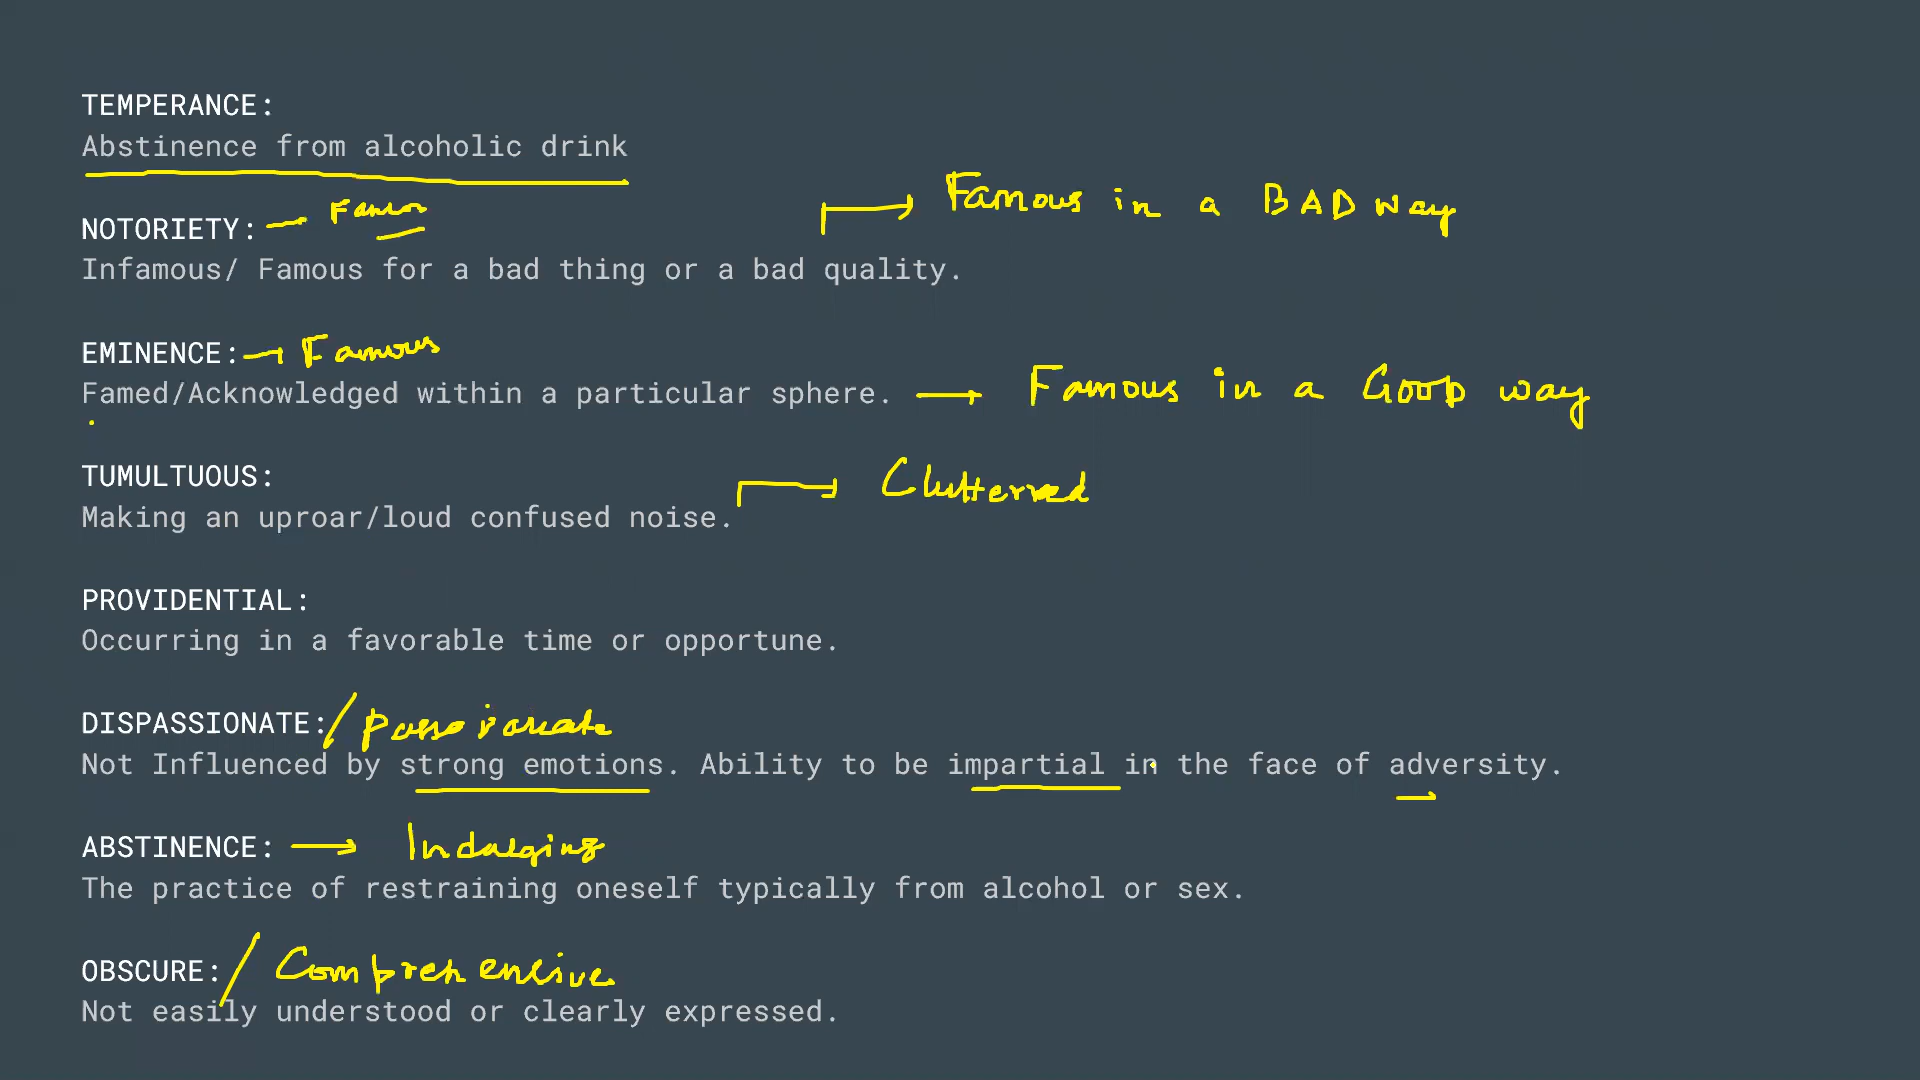 TEMPERANCE:
Abstinence from alcoholic drink
Famous in a BAD way
NOTORIETY:
Infamous/ Famous for a bad thing or a bad quality.
EMINENCE: Famous
Famed/Acknowledged within a particular sphere. Famous in a GOOD way
TUMULTUOUS: Clutterred
Making an uproar/loud confused noise.
PROVIDENTIAL:
Occurring in a favorable time or opportune.
DISPASSIONATE: / Passionate
Not Influenced by strong emotions. Ability to be impartial in the face of adversity.
ABSTINENCE: Indulging
The practice of restraining oneself typically from alcohol or sex.
OBSCURE: / Comprehensive
Not easily understood or clearly expressed.